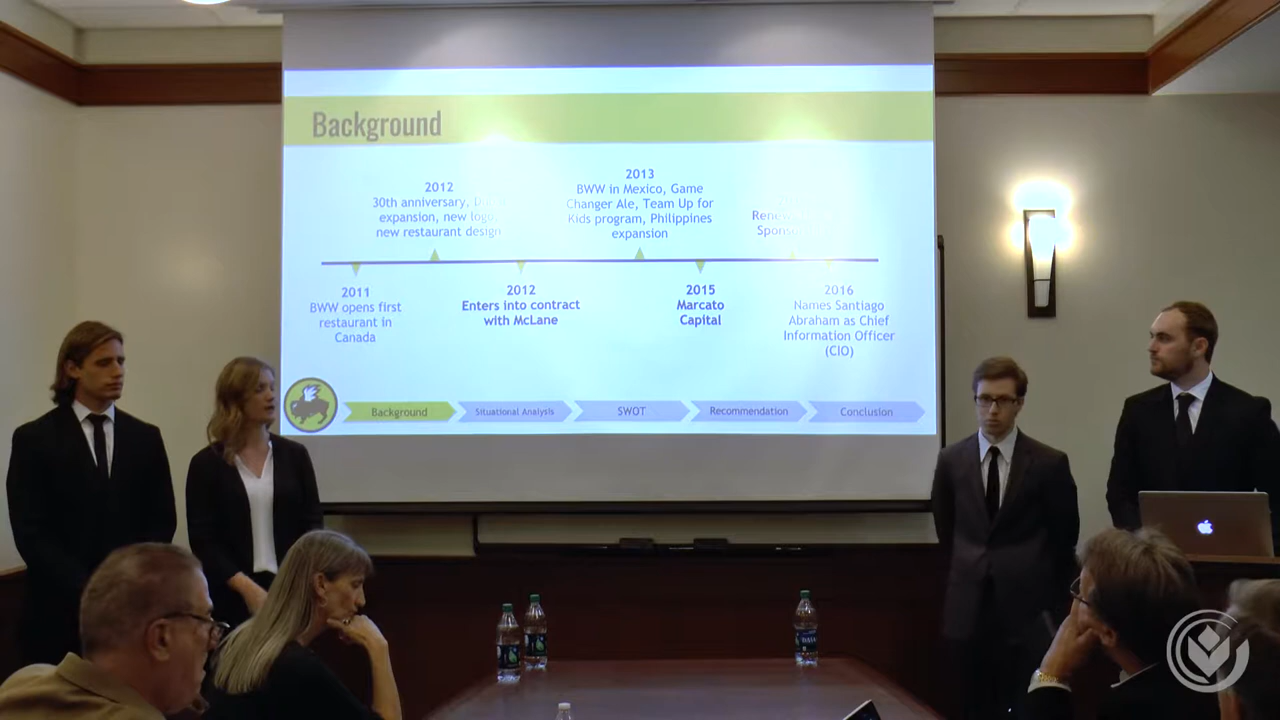 Background
2012
30th anniversary,
expansion, new logo,
new restaurant design
2013
BWW in Mexico, Game
Changer Ale, Team Up for
Kids program, Philippines
expansion
2011
BWW opens first
restaurant in
Canada
2012
Enters into contract
with McLane
2015
Marcato
Capital
2016
Names Santiago
Abraham as Chief
Information Officer
(CIO)
Background
Situational Analysis
SWOT
Recommendation
Conclusion